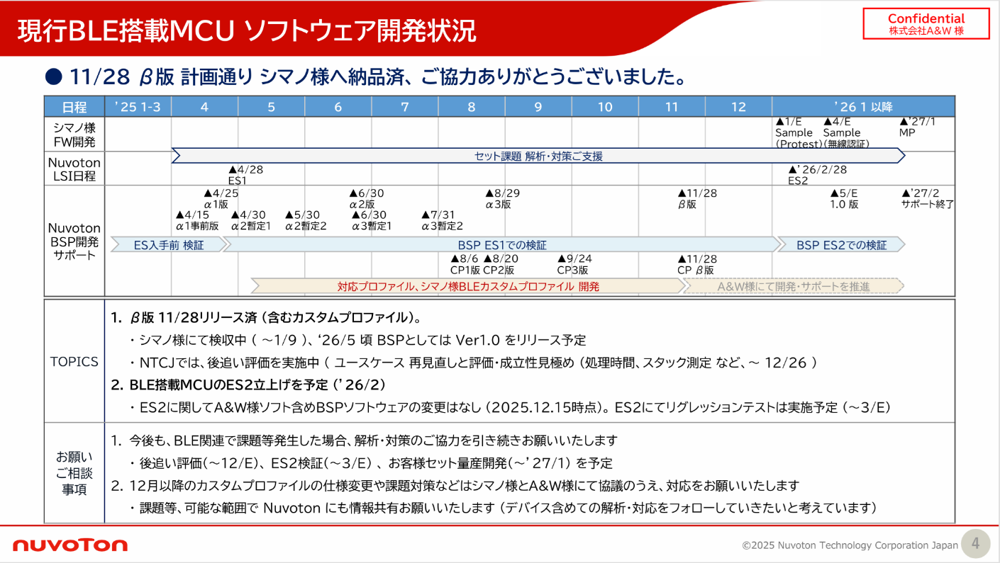 現行BLE搭載MCU ソフトウェア開発状況
Confidential
株式会社A&W 様
● 11/28 β版 計画通り シマノ様へ納品済、ご協力ありがとうございました。
日程 ’25 1-3 4 5 6 7 8 9 10 11 12 ’26 1 以降
シマノ様
FW開発
▲1/E ▲4/E ▲’27/1
Sample Sample MP
（Protest）（無線認証）
セット課題 解析・対策ご支援
Nuvoton
LSI日程
▲4/28 ▲’26/2/28
ES1 ES2
Nuvoton
BSP開発
サポート
▲4/25 ▲6/30 ▲8/29 ▲11/28 ▲5/E ▲’27/2
α1版 α2版 α3版 β版 1.0 版 サポート終了
▲4/15 ▲4/30 ▲5/30 ▲6/30 ▲7/31
α1事前版 α2暫定1 α2暫定2 α3暫定1 α3暫定2
ES入手前 検証 BSP ES1での検証 BSP ES2での検証
▲8/6 ▲8/20 ▲9/24 ▲11/28
CP1版 CP2版 CP3版 CP β版
対応プロファイル、シマノ様BLEカスタムプロファイル 開発 A&W様にて開発・サポートを推進
TOPICS
1. β版 11/28リリース済（含むカスタムプロファイル）。
・シマノ様にて検収中（ ～1/9 ）、‘26/5 頃 BSPとしては Ver1.0 をリリース予定
・NTCJでは、後追い評価を実施中（ ユースケース 再見直しと評価・成立性見極め（処理時間、スタック測定 など、～ 12/26 ）
2. BLE搭載MCUのES2立上げを予定（’26/2）
・ES2に関してA&W様ソフト含めBSPソフトウェアの変更はなし（2025.12.15時点）。ES2にてリグレッションテストは実施予定（～3/E）
お願い
ご相談
事項
1. 今後も、BLE関連で課題等発生した場合、解析・対策のご協力を引き続きお願いいたします
・後追い評価（～12/E）、ES2検証（～3/E）、お客様セット量産開発（～’27/1）を予定
2. 12月以降のカスタムプロファイルの仕様変更や課題対策などはシマノ様とA&W様にて協議のうえ、対応をお願いいたします
・課題等、可能な範囲で Nuvoton にも情報共有お願いいたします（デバイス含めての解析・対応をフォローしていきたいと考えています）
nuvoTon
©2025 Nuvoton Technology Corporation Japan 4